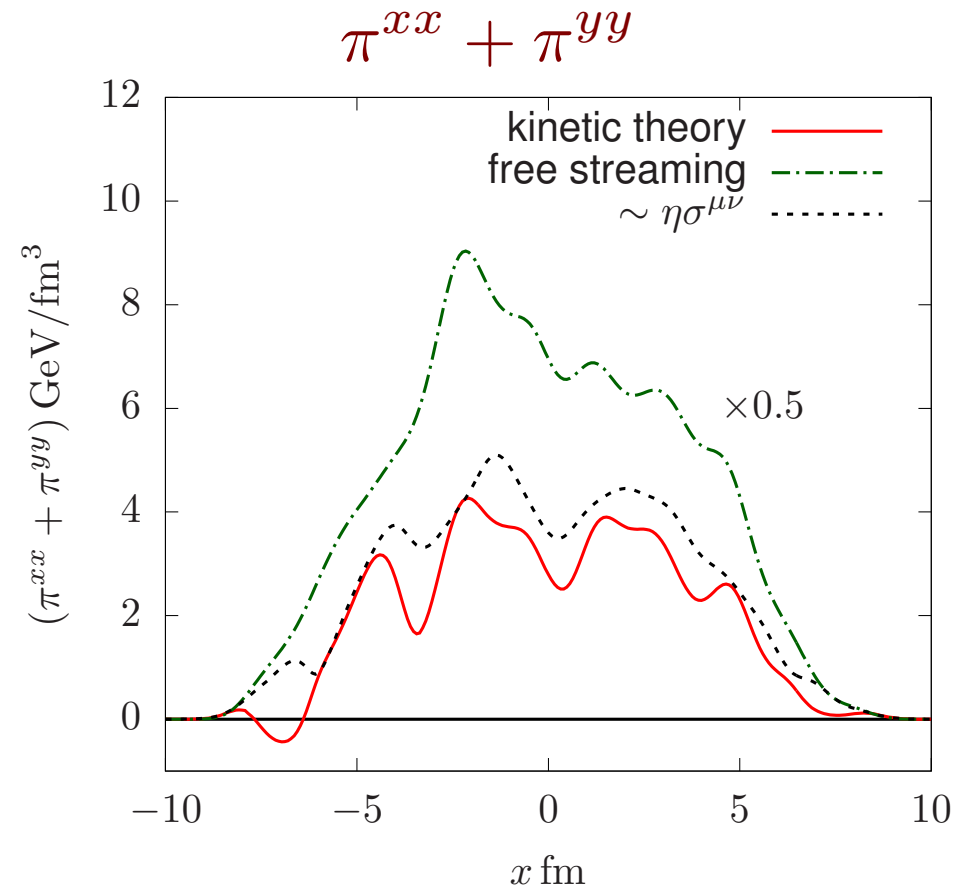 π^{xx} + π^{yy}
12
10
8
6
4
2
0
−10
−5
0
5
10
(π^{xx} + π^{yy}) GeV/fm^3
x fm
kinetic theory
free streaming
∼ ησ^{μν}
×0.5